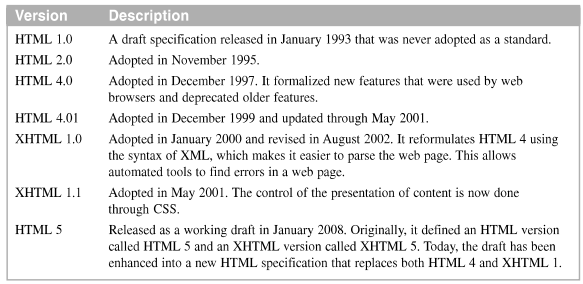 Version Description
HTML 1.0 A draft specification released in January 1993 that was never adopted as a standard.
HTML 2.0 Adopted in November 1995.
HTML 4.0 Adopted in December 1997. It formalized new features that were used by web
browsers and deprecated older features.
HTML 4.01 Adopted in December 1999 and updated through May 2001.
XHTML 1.0 Adopted in January 2000 and revised in August 2002. It reformulates HTML 4 using
the syntax of XML, which makes it easier to parse the web page. This allows
automated tools to find errors in a web page.
XHTML 1.1 Adopted in May 2001. The control of the presentation of content is now done
through CSS.
HTML 5 Released as a working draft in January 2008. Originally, it defined an HTML version
called HTML 5 and an XHTML version called XHTML 5. Today, the draft has been
enhanced into a new HTML specification that replaces both HTML 4 and XHTML 1.